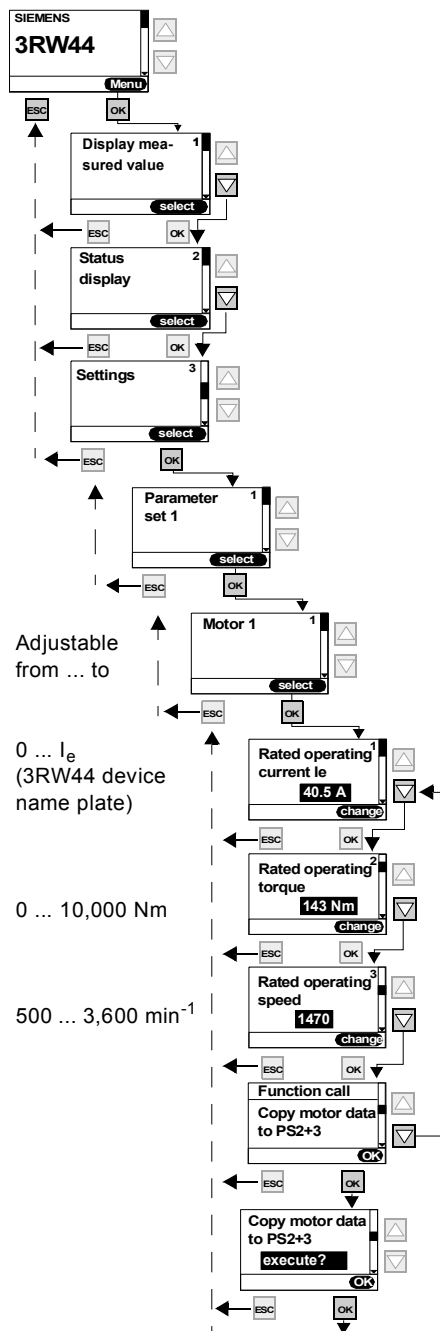 SIEMENS
3RW44
Menu
ESC
OK
Display mea-
sured value
1
select
ESC
OK
Status
display
2
select
ESC
OK
Settings
3
select
ESC
OK
Parameter
set 1
1
select
ESC
OK
Motor 1
1
select
ESC
OK
Adjustable
from ... to
0 ... Ie
(3RW44 device
name plate)
Rated operating
current Ie
1
40.5 A
change
ESC
OK
0 ... 10,000 Nm
Rated operating
torque
2
143 Nm
change
ESC
OK
500 ... 3,600 min-1
Rated operating
speed
3
1470
change
ESC
OK
Function call
Copy motor data
to PS2+3
OK
ESC
OK
Copy motor data
to PS2+3
execute?
OK
ESC
OK